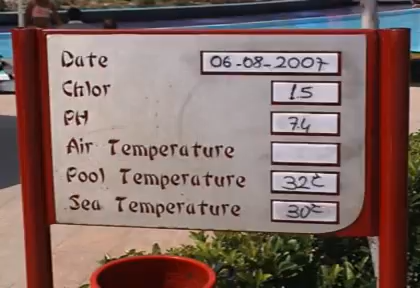 Date 06-08-2007
Chlor 1.5
PH 7.4
Air Temperature
Pool Temperature 32°C
Sea Temperature 30°C